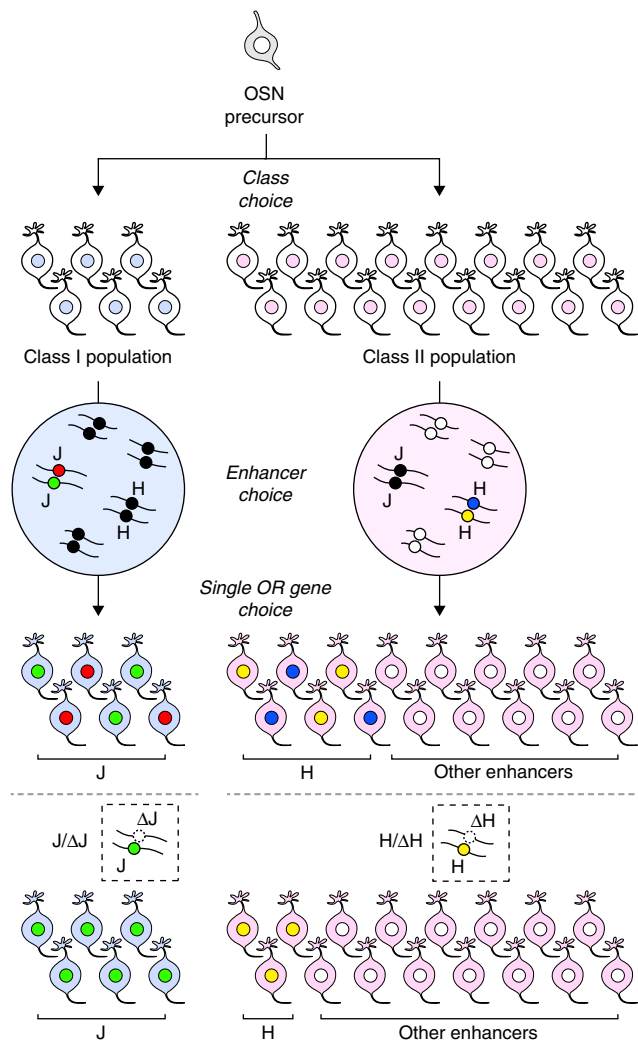 OSN
precursor
Class
choice
Class I population
Class II population
J
J
H
H
Enhancer
choice
J
J
H
H
Single OR gene
choice
J
H
Other enhancers
J/ΔJ
ΔJ
J
H/ΔH
ΔH
H
J
H
Other enhancers